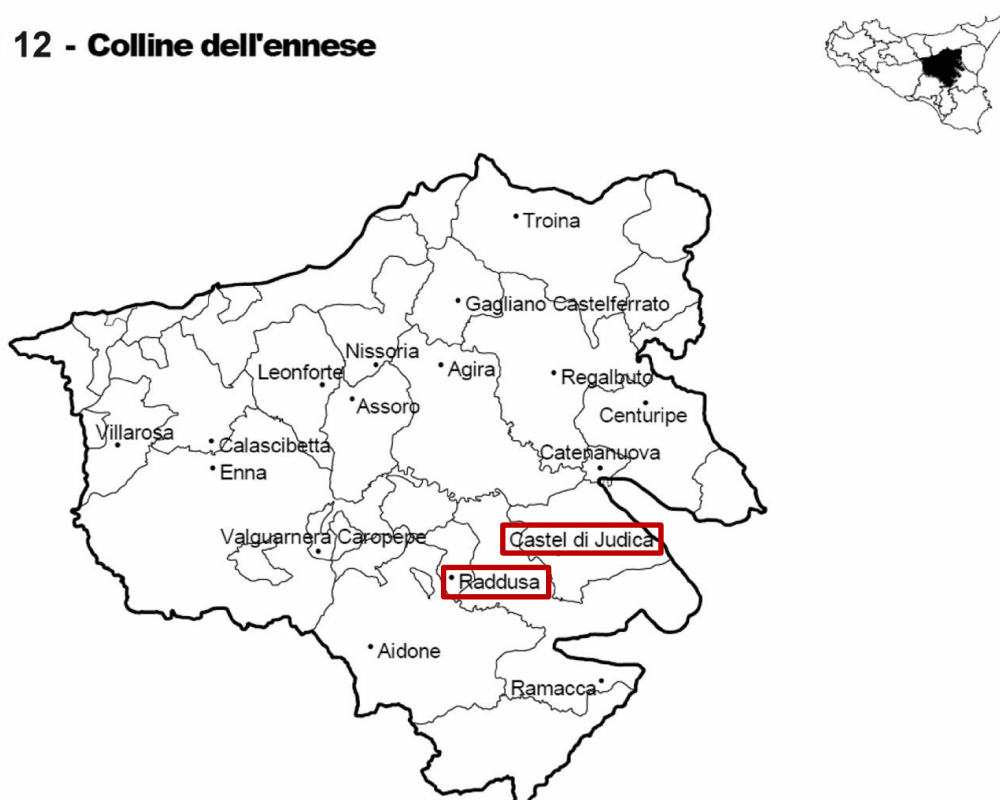 12 - Colline dell'ennese
Troina
Gagliano Castelferrato
Nissoria
Leonforte
Agira
Regalbuto
Assoro
Centuripe
Villarosa
Calascibetta
Catenanuova
Enna
Valguarnera Caropepe
Castel di Judica
Raddusa
Aidone
Ramacca